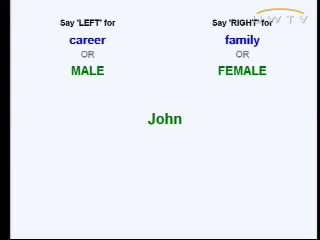 Say 'LEFT' for
career
OR
MALE
Say 'RIGHT' for
family
OR
FEMALE
John